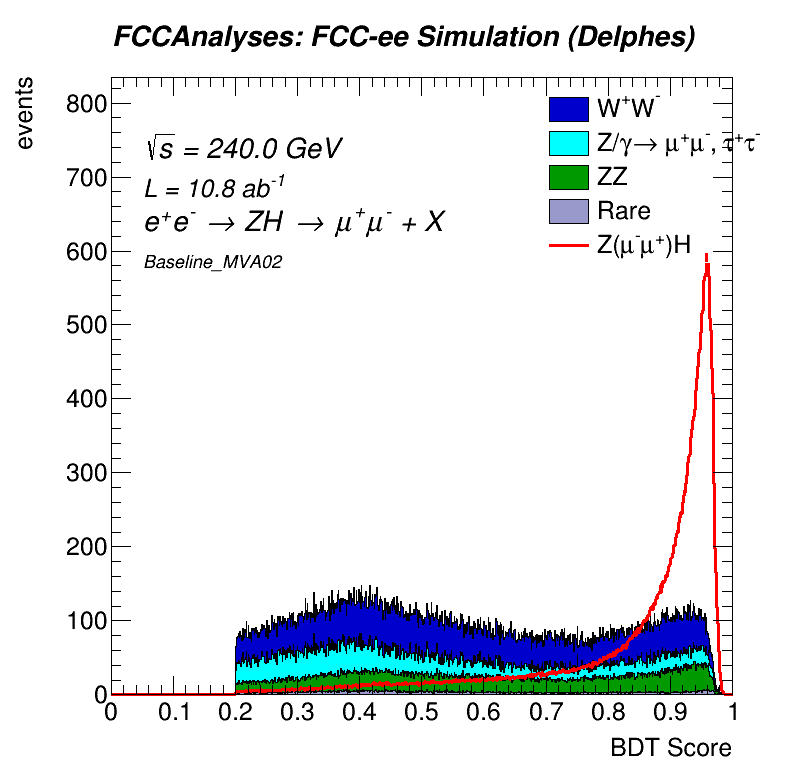 FCCAnalyses: FCC-ee Simulation (Delphes)
events
800
700
600
500
400
300
200
100
0
√s = 240.0 GeV
L = 10.8 ab⁻¹
e⁺e⁻ → ZH → μ⁺μ⁻ + X
Baseline_MVA02
W⁺W⁻
Z/γ→ μ⁺μ⁻, τ⁺τ⁻
ZZ
Rare
Z(μ⁻μ⁺)H
0 0.1 0.2 0.3 0.4 0.5 0.6 0.7 0.8 0.9 1
BDT Score